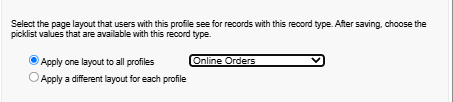 Select the page layout that users with this profile see for records with this record type. After saving, choose the
picklist values that are available with this record type.
Apply one layout to all profiles Online Orders
Apply a different layout for each profile